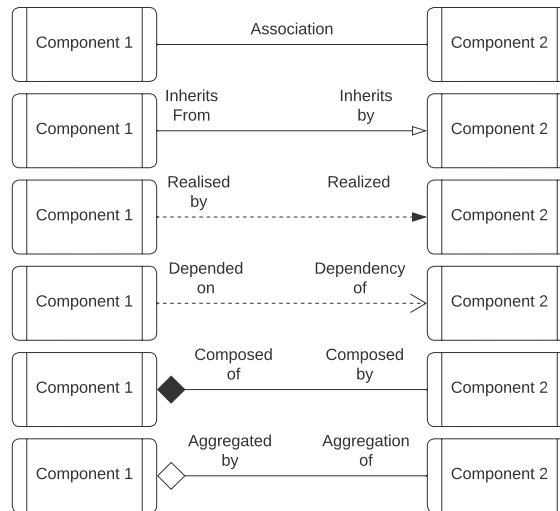 Association
Component 1
Component 2
Inherits From
Inherits by
Component 1
Component 2
Realised by
Realized
Component 1
Component 2
Depended on
Dependency of
Component 1
Component 2
Composed of
Composed by
Component 1
Component 2
Aggregated by
Aggregation of
Component 1
Component 2